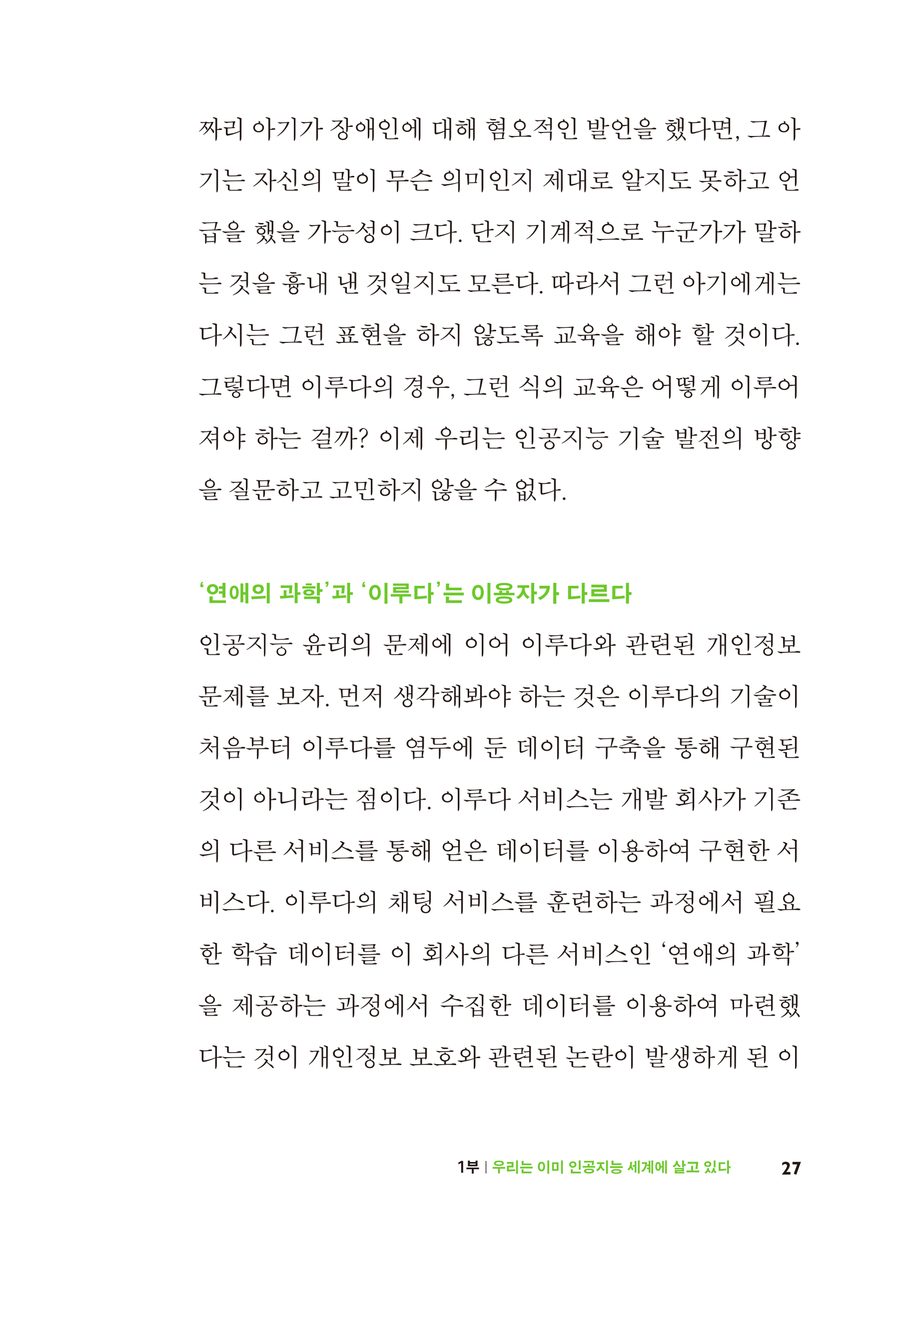 짜리 아기가 장애인에 대해 혐오적인 발언을 했다면, 그 아
기는 자신의 말이 무슨 의미인지 제대로 알지도 못하고 언
급을 했을 가능성이 크다. 단지 기계적으로 누군가가 말하
는 것을 흉내 낸 것일지도 모른다. 따라서 그런 아기에게는
다시는 그런 표현을 하지 않도록 교육을 해야 할 것이다.
그렇다면 이루다의 경우, 그런 식의 교육은 어떻게 이루어
져야 하는 걸까? 이제 우리는 인공지능 기술 발전의 방향
을 질문하고 고민하지 않을 수 없다.
‘연애의 과학’과 ‘이루다’는 이용자가 다르다
인공지능 윤리의 문제에 이어 이루다와 관련된 개인정보
문제를 보자. 먼저 생각해봐야 하는 것은 이루다의 기술이
처음부터 이루다를 염두에 둔 데이터 구축을 통해 구현된
것이 아니라는 점이다. 이루다 서비스는 개발 회사가 기존
의 다른 서비스를 통해 얻은 데이터를 이용하여 구현한 서
비스다. 이루다의 채팅 서비스를 훈련하는 과정에서 필요
한 학습 데이터를 이 회사의 다른 서비스인 ‘연애의 과학’
을 제공하는 과정에서 수집한 데이터를 이용하여 마련했
다는 것이 개인정보 보호와 관련된 논란이 발생하게 된 이
1부 | 우리는 이미 인공지능 세계에 살고 있다 27